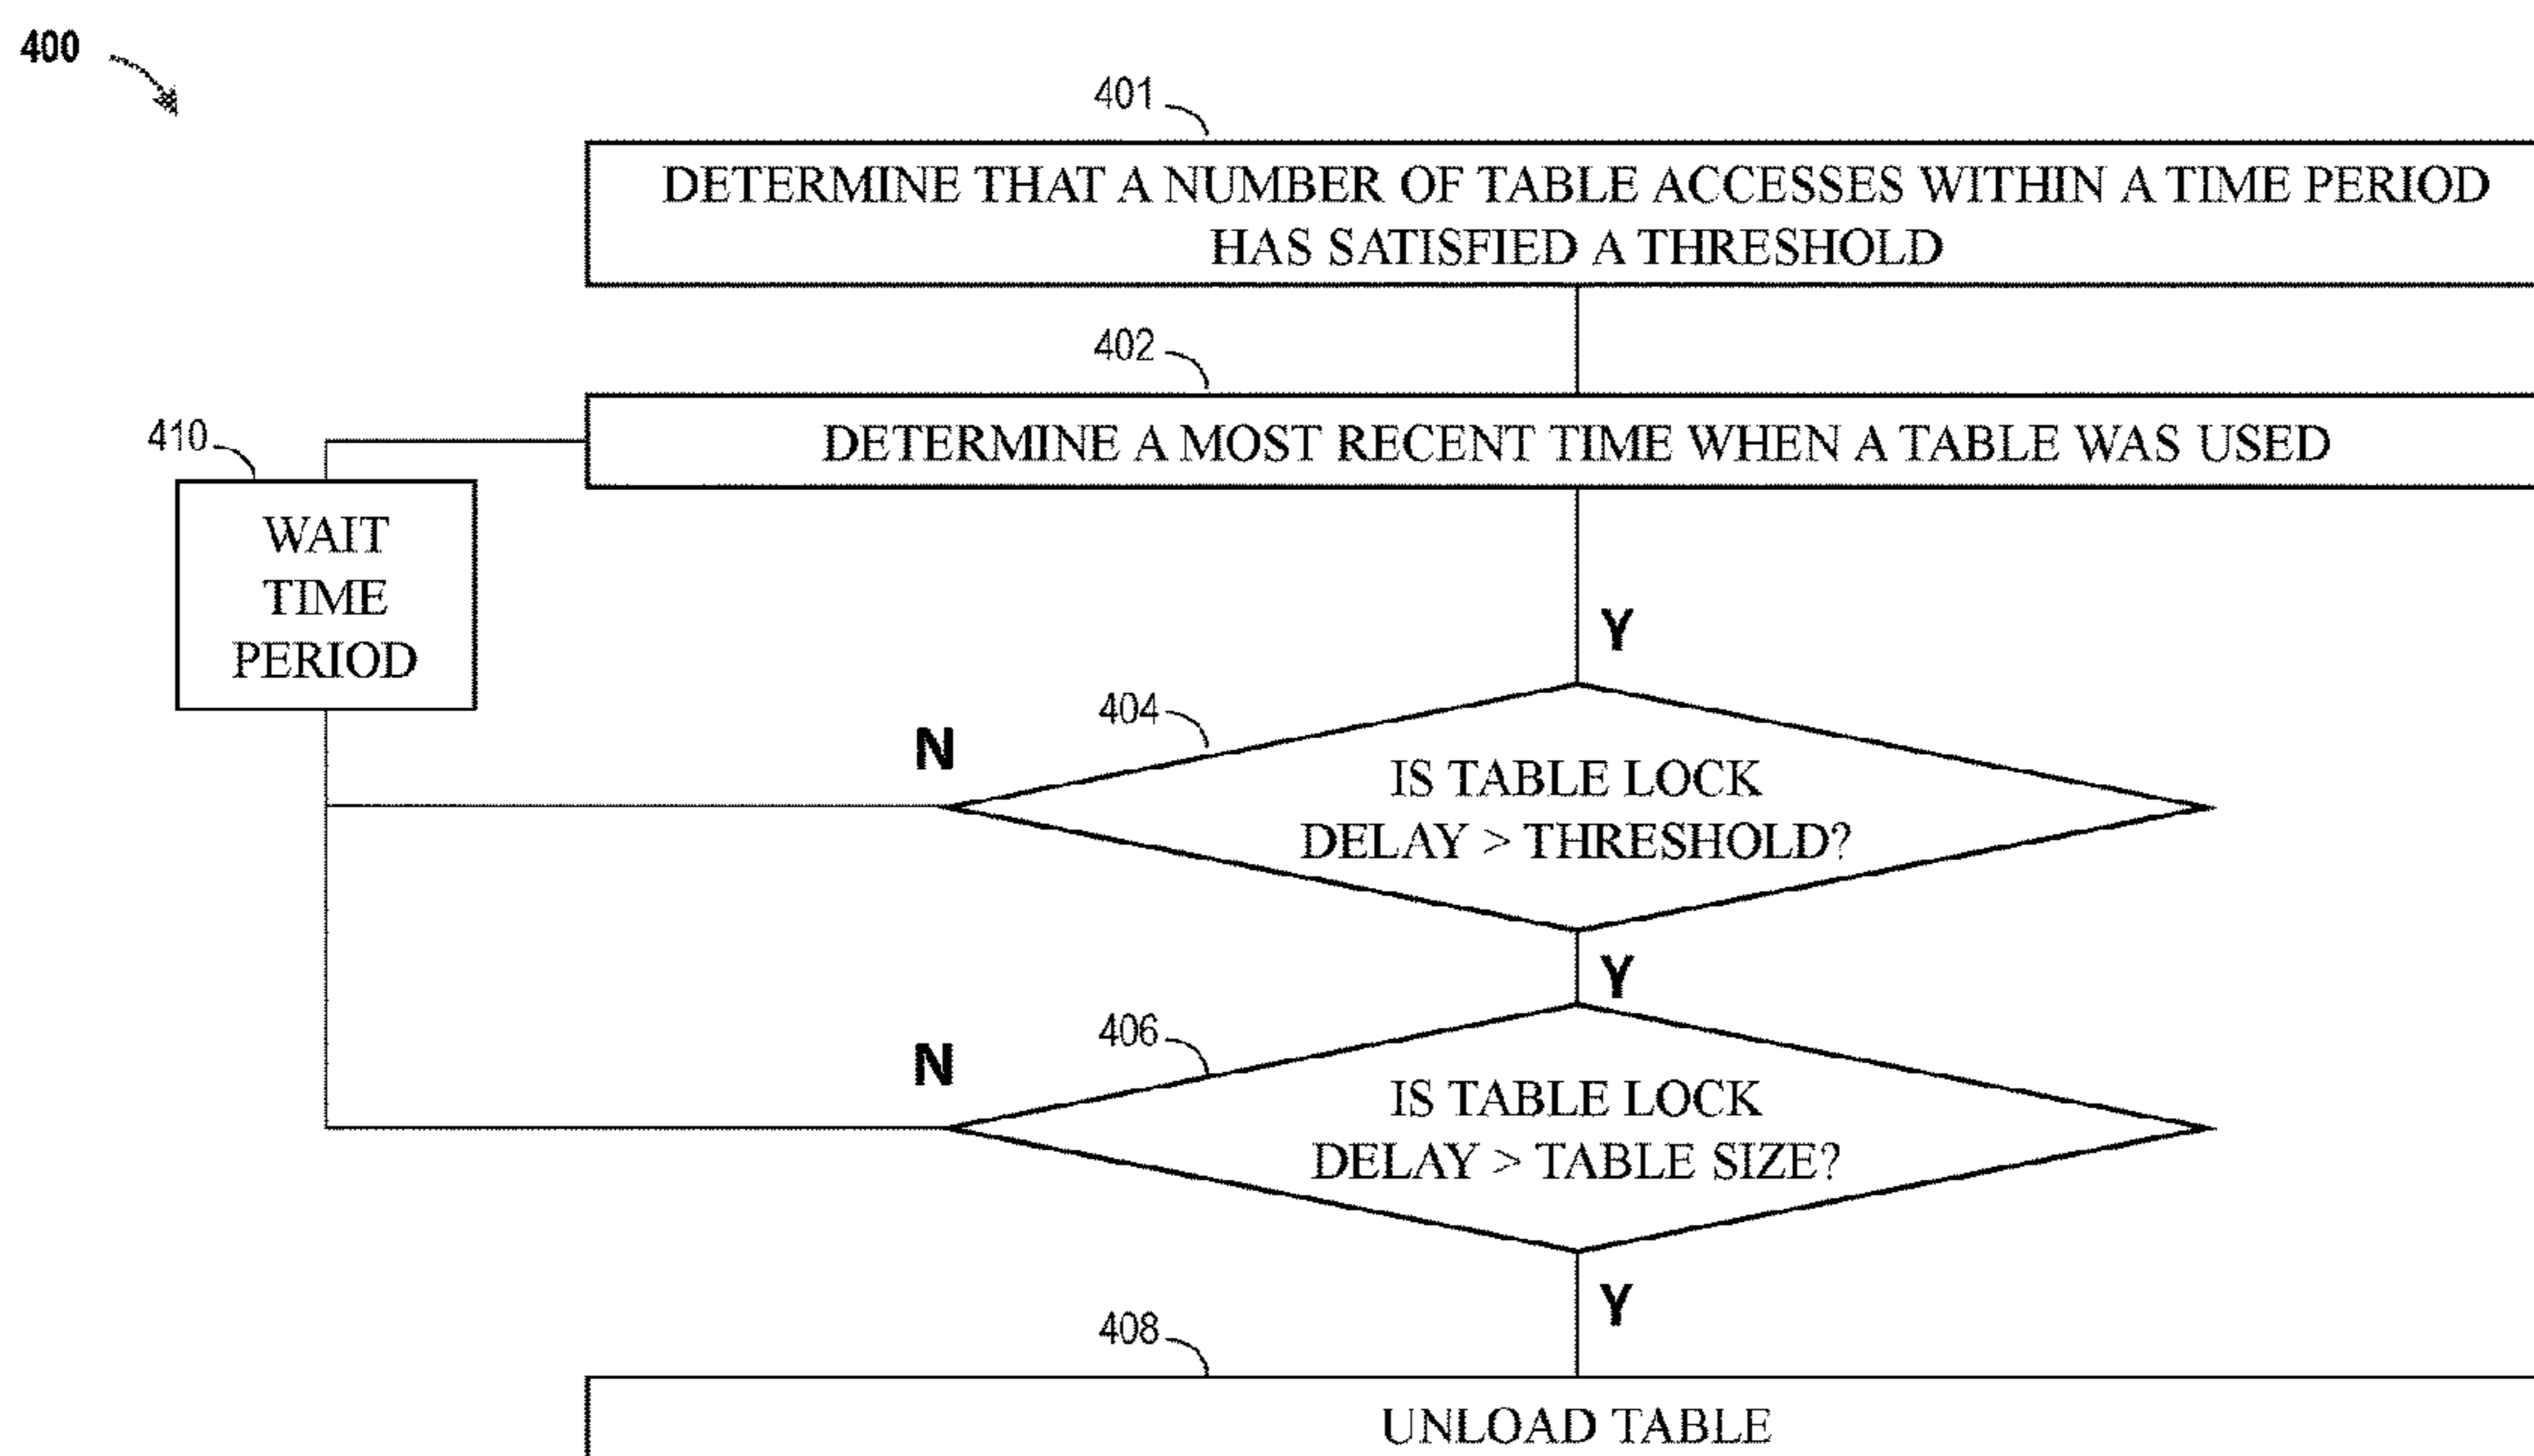 400
401
DETERMINE THAT A NUMBER OF TABLE ACCESSES WITHIN A TIME PERIOD
HAS SATISFIED A THRESHOLD
402
DETERMINE A MOST RECENT TIME WHEN A TABLE WAS USED
410
WAIT
TIME
PERIOD
Y
404
N
IS TABLE LOCK
DELAY > THRESHOLD?
Y
406
N
IS TABLE LOCK
DELAY > TABLE SIZE?
Y
408
UNLOAD TABLE